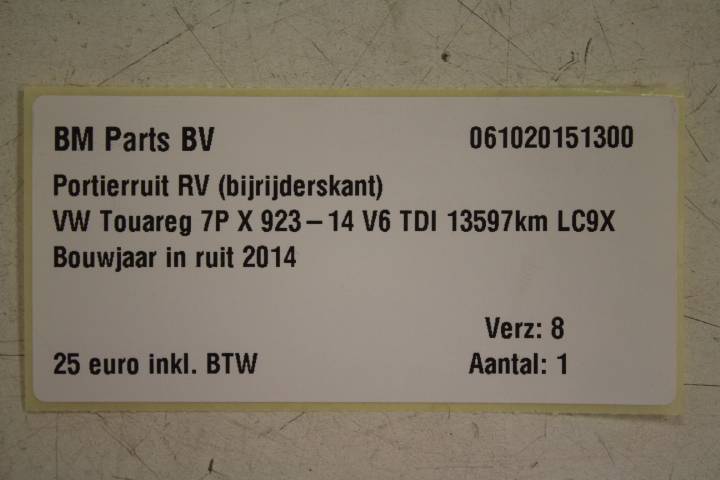 BM Parts BV 061020151300
Portierruit RV (bijrijderskant)
VW Touareg 7P X 923-14 V6 TDI 13597km LC9X
Bouwjaar in ruit 2014
Verz: 8
25 euro inkl. BTW Aantal: 1